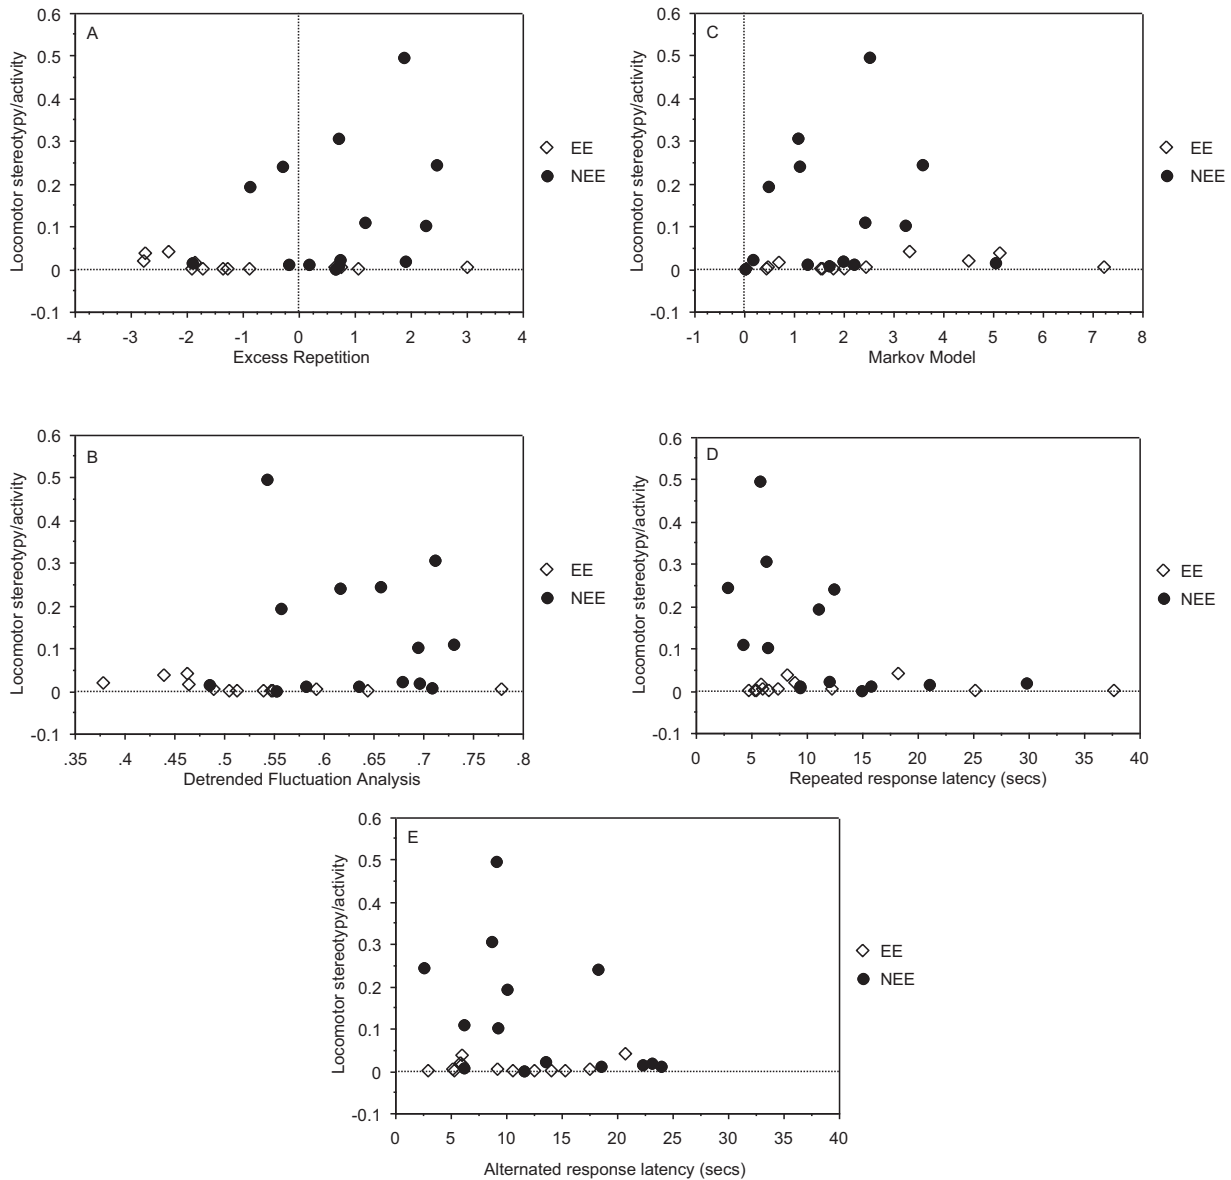 A
Locomotor stereotypy/activity
0.6
0.5
0.4
0.3
0.2
0.1
0
-0.1
-4 -3 -2 -1 0 1 2 3 4
Excess Repetition
EE
NEE
C
Locomotor stereotypy/activity
0.6
0.5
0.4
0.3
0.2
0.1
0
-0.1
-1 0 1 2 3 4 5 6 7 8
Markov Model
EE
NEE
B
Locomotor stereotypy/activity
0.6
0.5
0.4
0.3
0.2
0.1
0
-0.1
.35 .4 .45 .5 .55 .6 .65 .7 .75 .8
Detrended Fluctuation Analysis
EE
NEE
D
Locomotor stereotypy/activity
0.6
0.5
0.4
0.3
0.2
0.1
0
-0.1
0 5 10 15 20 25 30 35 40
Repeated response latency (secs)
EE
NEE
E
Locomotor stereotypy/activity
0.6
0.5
0.4
0.3
0.2
0.1
0
-0.1
0 5 10 15 20 25 30 35 40
Alternated response latency (secs)
EE
NEE